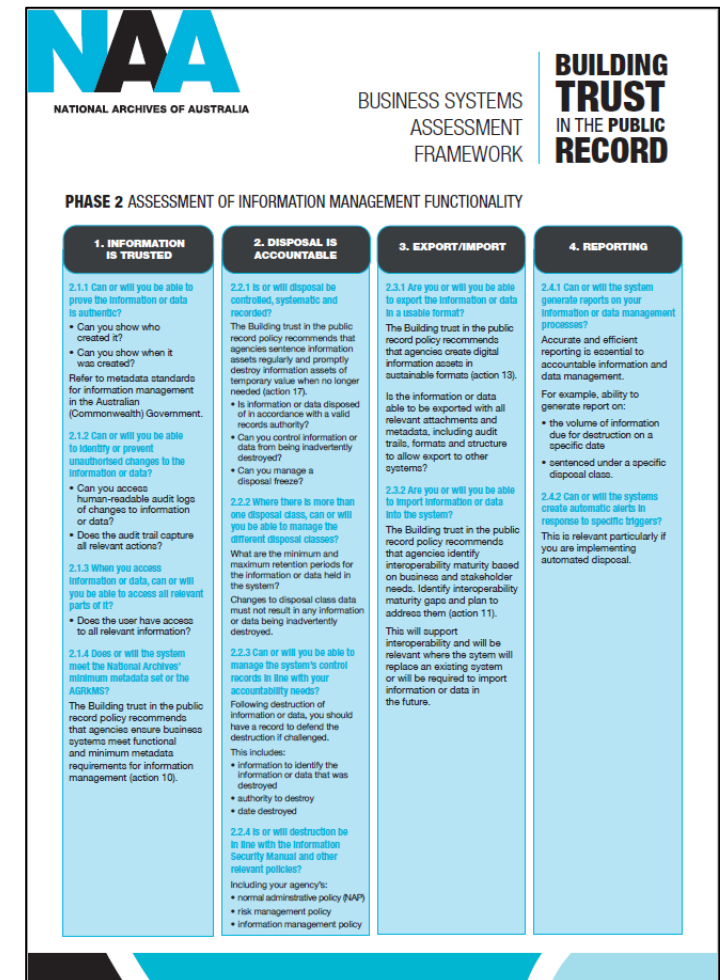 NAA
NATIONAL ARCHIVES OF AUSTRALIA
BUSINESS SYSTEMS
ASSESSMENT
FRAMEWORK
BUILDING
TRUST
IN THE PUBLIC
RECORD
PHASE 2 ASSESSMENT OF INFORMATION MANAGEMENT FUNCTIONALITY
1. INFORMATION
IS TRUSTED
2.1.1 Can or will you be able to
prove the information or data
is authentic?
• Can you show who
created it?
• Can you show when it
was created?
Refer to metadata standards
for information management
in the Australian
(Commonwealth) Government.
2.1.2 Can or will you be able
to identify or prevent
unauthorised changes to the
information or data?
• Can you access
human-readable audit logs
of changes to information
or data?
• Does the audit trail capture
all relevant actions?
2.1.3 When you access
information or data, can or will
you be able to access all relevant
parts of it?
• Does the user have access
to all relevant information?
2.1.4 Does or will the system
meet the National Archives'
minimum metadata set or the
AGRkMS?
The Building trust in the public
record policy recommends
that agencies ensure business
systems meet functional
and minimum metadata
requirements for information
management (action 10).
2. DISPOSAL IS
ACCOUNTABLE
2.2.1 Is or will disposal be
controlled, systematic and
recorded?
The Building trust in the public
record policy recommends that
agencies sentence information
assets regularly and promptly
destroy information assets of
temporary value when no longer
needed (action 17).
• Is information or data disposed
of in accordance with a valid
records authority?
• Can you control information or
data from being inadvertently
destroyed?
• Can you manage a
disposal freeze?
2.2.2 Where there is more than
one disposal class, can or will
you be able to manage the
different disposal classes?
What are the minimum and
maximum retention periods for
the information or data held in
the system?
Changes to disposal class data
must not result in any information
or data being inadvertently
destroyed.
2.2.3 Can or will you be able to
manage the system's control
records in line with your
accountability needs?
Following destruction of
information or data, you should
have a record to defend the
destruction if challenged.
This includes:
• information to identify the
information or data that was
destroyed
• authority to destroy
• date destroyed
2.2.4 Is or will destruction be
in line with the Information
Security Manual and other
relevant policies?
Including your agency's:
• normal adminstrative policy (NAP)
• risk management policy
• information management policy
3. EXPORT/IMPORT
2.3.1 Are you or will you be able
to export the information or data
in a usable format?
The Building trust in the public
record policy recommends
that agencies create digital
information assets in
sustainable formats (action 13).
Is the information or data
able to be exported with all
relevant attachments and
metadata, including audit
trails, formats and structure
to allow export to other
systems?
2.3.2 Are you or will you be able
to import information or data
into the system?
The Building trust in the public
record policy recommends
that agencies identify
interoperability maturity based
on business and stakeholder
needs. Identify interoperability
maturity gaps and plan to
address them (action 11).
This will support
interoperability and will be
relevant where the sytem will
replace an existing system
or will be required to import
information or data in
the future.
4. REPORTING
2.4.1 Can or will the system
generate reports on your
information or data management
processes?
Accurate and efficient
reporting is essential to
accountable information and
data management.
For example, ability to
generate report on:
• the volume of information
due for destruction on a
specific date
• sentenced under a specific
disposal class.
2.4.2 Can or will the systems
create automatic alerts in
response to specific triggers?
This is relevant particularly if
you are implementing
automated disposal.